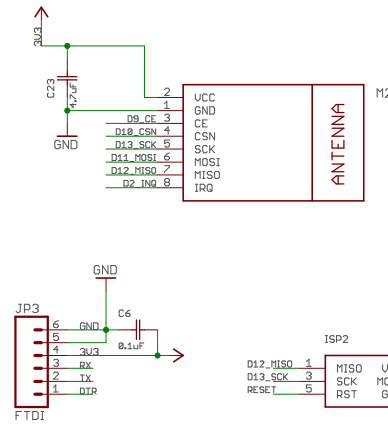 3V3
C23
4.7uF
GND
M2
2 VCC
1 GND
D9_CE 3 CE
D10_CSN 4 CSN
D13_SCK 5 SCK
D11_MOSI 6 MOSI
D12_MISO 7 MISO
D2_INQ 8 IRQ
ANTENNA
GND
JP3
C6
0.1uF
6 GND
5
4 3V3
3 RX
2 TX
1 DTR
FTDI
ISP2
D12_MISO 1 MISO V
D13_SCK 3 SCK MO
RESET 5 RST G